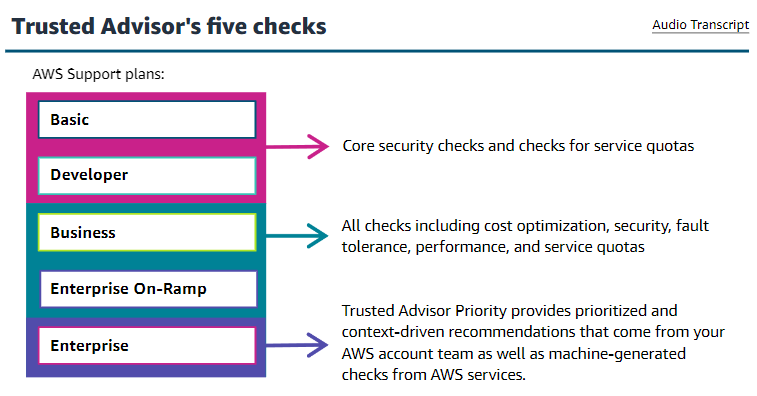 Trusted Advisor's five checks
Audio Transcript
AWS Support plans:
Basic
Developer
Core security checks and checks for service quotas
Business
Enterprise On-Ramp
All checks including cost optimization, security, fault
tolerance, performance, and service quotas
Enterprise
Trusted Advisor Priority provides prioritized and
context-driven recommendations that come from your
AWS account team as well as machine-generated
checks from AWS services.